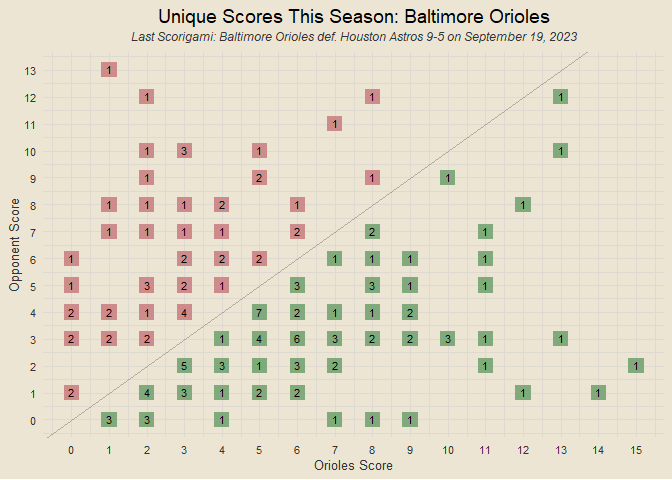 Unique Scores This Season: Baltimore Orioles
Last Scorigami: Baltimore Orioles def. Houston Astros 9-5 on September 19, 2023
13 1
12 1 1 1
11 1
10 1 3 1 1
9 1 2 1 1
8 1 1 1 2 1 1
7 1 1 1 1 2 2 1
6 1 2 2 2 1 1 1 1
5 1 3 2 1 3 3 1 1
4 2 2 1 4 7 2 1 1 2
3 2 2 2 1 4 6 3 2 2 3 1 1
2 5 3 1 3 2 1 1
1 2 4 3 1 2 2 1 1
0 3 3 1 1 1 1
Opponent Score
0 1 2 3 4 5 6 7 8 9 10 11 12 13 14 15
Orioles Score